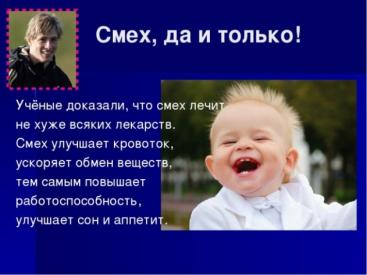 Смех, да и только!
Учёные доказали, что смех лечит
не хуже всяких лекарств.
Смех улучшает кровоток,
ускоряет обмен веществ,
тем самым повышает
работоспособность,
улучшает сон и аппетит.